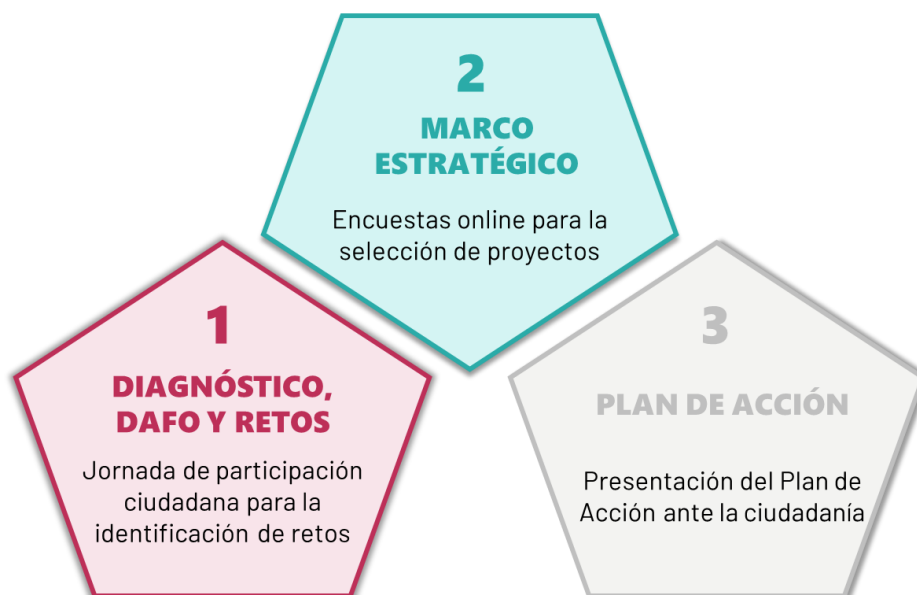 1
DIAGNÓSTICO,
DAFO Y RETOS
Jornada de participación
ciudadana para la
identificación de retos
2
MARCO
ESTRATÉGICO
Encuestas online para la
selección de proyectos
3
PLAN DE ACCIÓN
Presentación del Plan de
Acción ante la ciudadanía